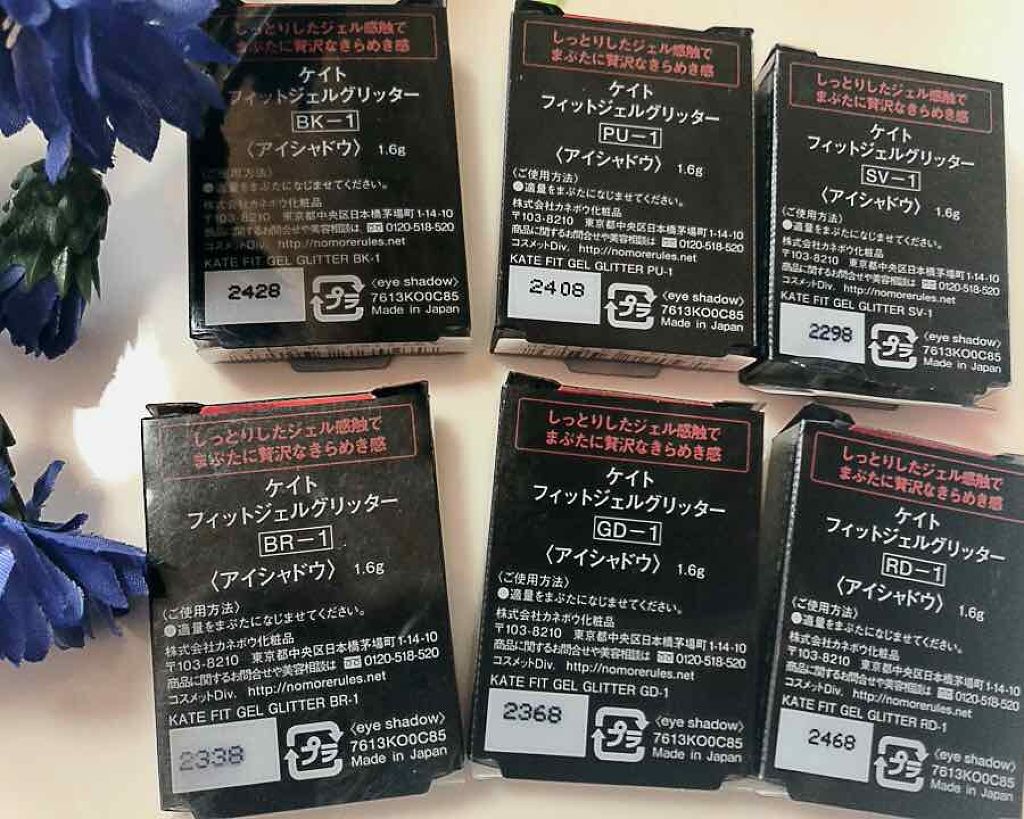 しっとりしたジェル感触で
まぶたに贅沢なきらめき感
ケイト
フィットジェルグリッター
BK-1
〈アイシャドウ〉 1.6g
〈ご使用方法〉
●適量をまぶたになじませてください。
株式会社カネボウ化粧品
〒103-8210 東京都中央区日本橋茅場町1-14-10
商品に関するお問合せや美容相談は 0120-518-520
コスメットDiv. http://nomorerules.net
KATE FIT GEL GLITTER BK-1
2428
プラ
〈eye shadow〉
7613KO0C85
Made in Japan
しっとりしたジェル感触で
まぶたに贅沢なきらめき感
ケイト
フィットジェルグリッター
PU-1
〈アイシャドウ〉 1.6g
〈ご使用方法〉
●適量をまぶたになじませてください。
株式会社カネボウ化粧品
〒103-8210 東京都中央区日本橋茅場町1-14-10
商品に関するお問合せや美容相談は 0120-518-520
コスメットDiv. http://nomorerules.net
KATE FIT GEL GLITTER PU-1
2408
プラ
〈eye shadow〉
7613KO0C85
Made in Japan
しっとりしたジェル感触で
まぶたに贅沢なきらめき感
ケイト
フィットジェルグリッター
SV-1
〈アイシャドウ〉 1.6g
〈ご使用方法〉
●適量をまぶたになじませてください。
株式会社カネボウ化粧品
〒103-8210 東京都中央区日本橋茅場町1-14-10
商品に関するお問合せや美容相談は 0120-518-520
コスメットDiv. http://nomorerules.net
KATE FIT GEL GLITTER SV-1
2298
プラ
〈eye shadow〉
7613KO0C85
Made in Japan
しっとりしたジェル感触で
まぶたに贅沢なきらめき感
ケイト
フィットジェルグリッター
BR-1
〈アイシャドウ〉 1.6g
〈ご使用方法〉
●適量をまぶたになじませてください。
株式会社カネボウ化粧品
〒103-8210 東京都中央区日本橋茅場町1-14-10
商品に関するお問合せや美容相談は 0120-518-520
コスメットDiv. http://nomorerules.net
KATE FIT GEL GLITTER BR-1
2338
プラ
〈eye shadow〉
7613KO0C85
Made in Japan
しっとりしたジェル感触で
まぶたに贅沢なきらめき感
ケイト
フィットジェルグリッター
GD-1
〈アイシャドウ〉 1.6g
〈ご使用方法〉
●適量をまぶたになじませてください。
株式会社カネボウ化粧品
〒103-8210 東京都中央区日本橋茅場町1-14-10
商品に関するお問合せや美容相談は 0120-518-520
コスメットDiv. http://nomorerules.net
KATE FIT GEL GLITTER GD-1
2368
プラ
〈eye shadow〉
7613KO0C85
Made in Japan
しっとりしたジェル感触で
まぶたに贅沢なきらめき感
ケイト
フィットジェルグリッター
RD-1
〈アイシャドウ〉 1.6g
〈ご使用方法〉
●適量をまぶたになじませてください。
株式会社カネボウ化粧品
〒103-8210 東京都中央区日本橋茅場町1-14-10
商品に関するお問合せや美容相談は 0120-518-520
コスメットDiv. http://nomorerules.net
KATE FIT GEL GLITTER RD-1
2468
プラ
〈eye shadow〉
7613KO0C85
Made in Japan